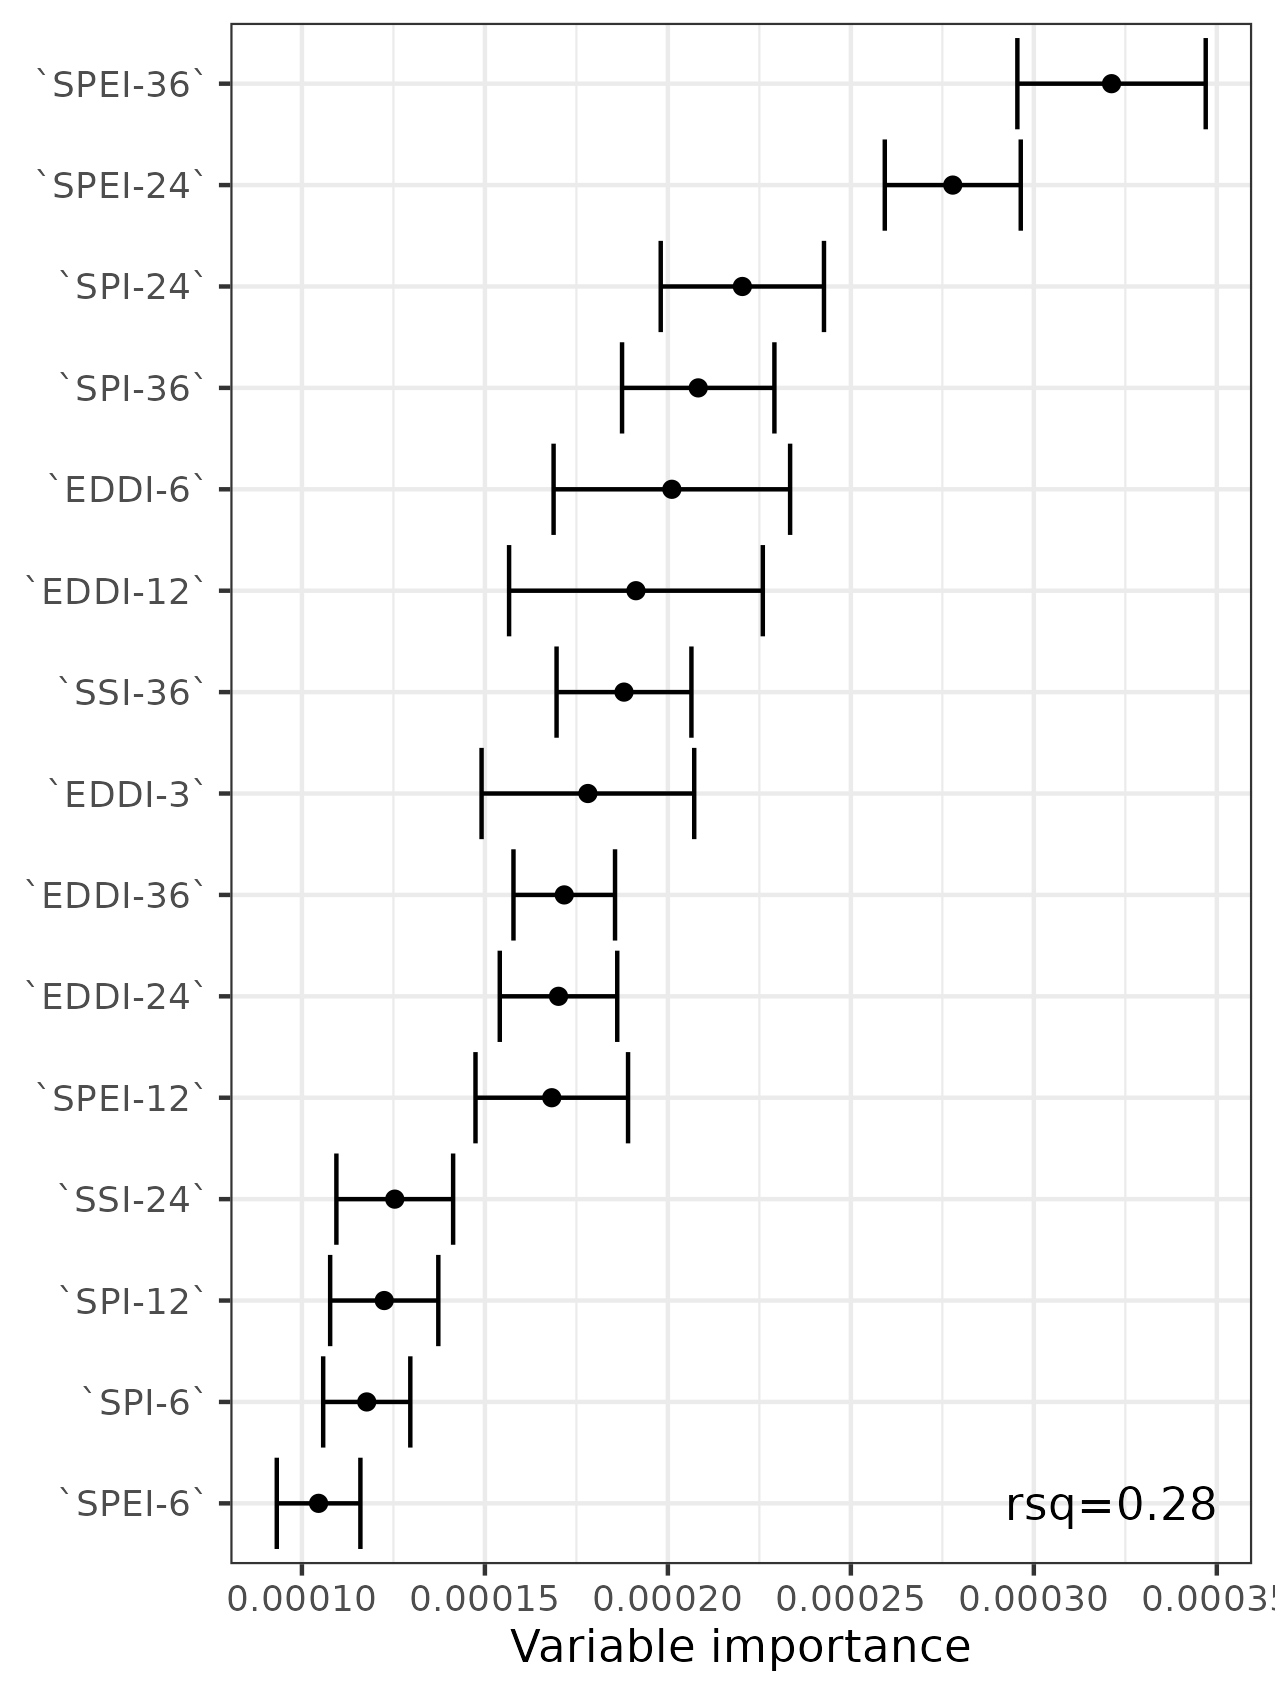 `SPEI-36`
`SPEI-24`
`SPI-24`
`SPI-36`
`EDDI-6`
`EDDI-12`
`SSI-36`
`EDDI-3`
`EDDI-36`
`EDDI-24`
`SPEI-12`
`SSI-24`
`SPI-12`
`SPI-6`
`SPEI-6`
rsq=0.28
0.00010 0.00015 0.00020 0.00025 0.00030 0.00035
Variable importance